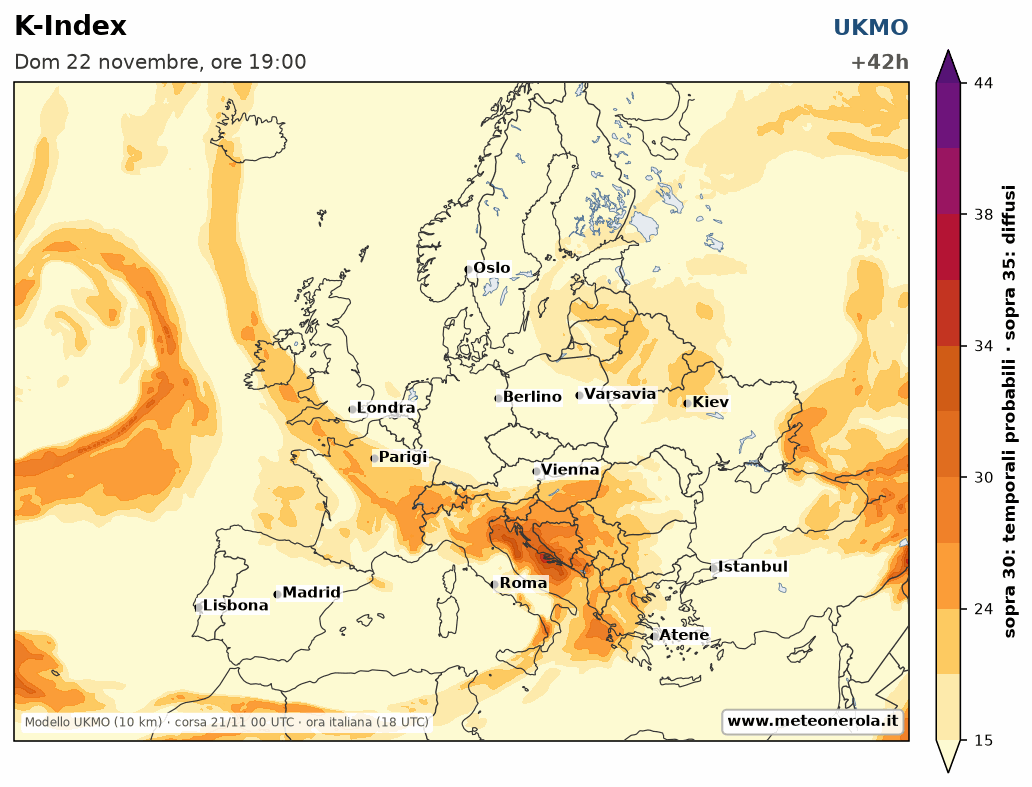 K-Index
UKMO
Dom 22 novembre, ore 19:00
+42h
Oslo
Berlino
Varsavia
Londra
Kiev
Parigi
Vienna
Istanbul
Roma
Madrid
Lisbona
Atene
Modello UKMO (10 km) · corsa 21/11 00 UTC · ora italiana (18 UTC)
www.meteonerola.it
44
38
34
30
24
15
sopra 30: temporali probabili · sopra 35: diffusi